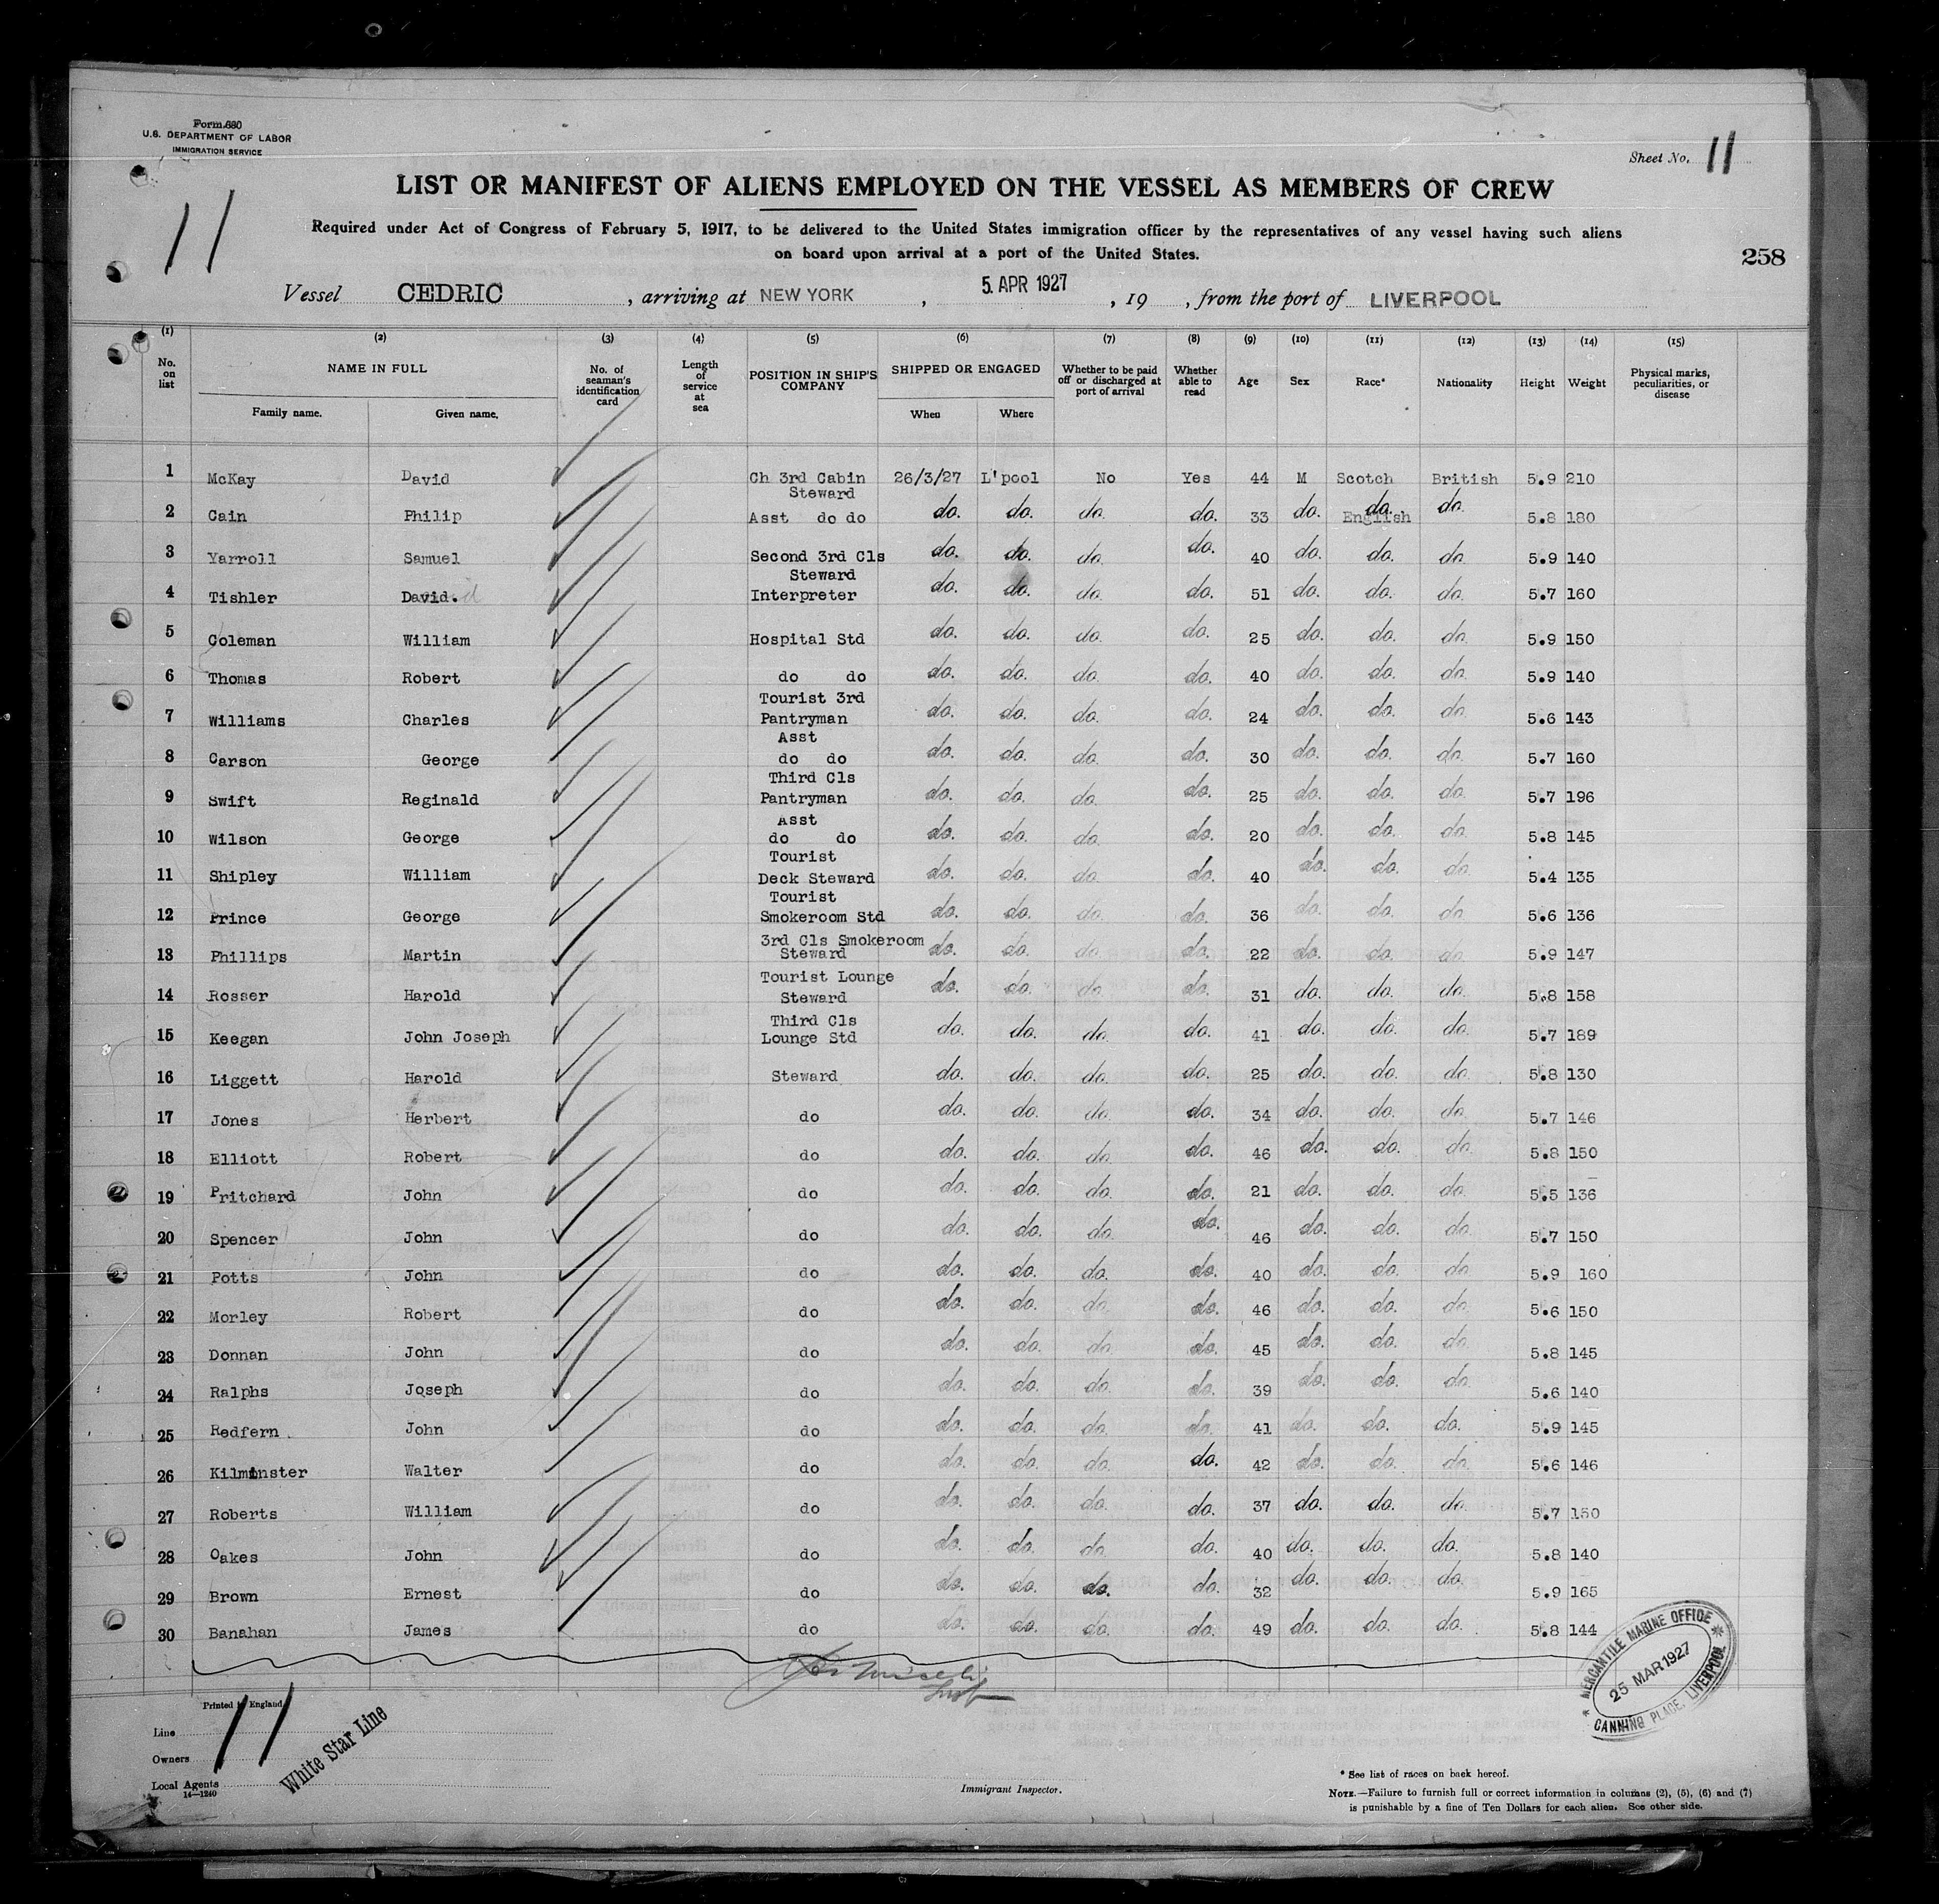 Form 680
U.S. DEPARTMENT OF LABOR
IMMIGRATION SERVICE
Sheet No. 11
11
LIST OR MANIFEST OF ALIENS EMPLOYED ON THE VESSEL AS MEMBERS OF CREW
Required under Act of Congress of February 5, 1917, to be delivered to the United States immigration officer by the representatives of any vessel having such aliens
on board upon arrival at a port of the United States.
258
Vessel CEDRIC, arriving at NEW YORK, 5 APR 1927, 19 , from the port of LIVERPOOL
(1) (2) (3) (4) (5) (6) (7) (8) (9) (10) (11) (12) (13) (14) (15)
No. on list NAME IN FULL Family name. Given name. No. of seaman's identification card Length of service at sea POSITION IN SHIP'S COMPANY SHIPPED OR ENGAGED When Where Whether to be paid off or discharged at port of arrival Whether able to read Age Sex Race* Nationality Height Weight Physical marks, peculiarities, or disease
1 McKay David Ch 3rd Cabin Steward 26/3/27 L'pool No Yes 44 M Scotch British 5.9 210
2 Cain Philip Asst do do do. do. do. do. 33 do. do. English do. 5.8 180
3 Yarroll Samuel Second 3rd Cls Steward do. do. do. do. 40 do. do. do. 5.9 140
4 Tishler David. Interpreter do. do. do. do. 51 do. do. do. 5.7 160
5 Coleman William Hospital Std do. do. do. do. 25 do. do. do. 5.9 150
6 Thomas Robert do do do. do. do. do. 40 do. do. do. 5.9 140
7 Williams Charles Tourist 3rd Pantryman do. do. do. do. 24 do. do. do. 5.6 143
8 Carson George Asst do do do. do. do. do. 30 do. do. do. 5.7 160
9 Swift Reginald Third Cls Pantryman do. do. do. do. 25 do. do. do. 5.7 196
10 Wilson George Asst do do do. do. do. do. 20 do. do. do. 5.8 145
11 Shipley William Tourist Deck Steward do. do. do. do. 40 do. do. do. 5.4 135
12 Prince George Tourist Smokeroom Std do. do. do. do. 36 do. do. do. 5.6 136
13 Phillips Martin 3rd Cls Smokeroom Steward do. do. do. do. 22 do. do. do. 5.9 147
14 Rosser Harold Tourist Lounge Steward do. do. do. do. 31 do. do. do. 5.8 158
15 Keegan John Joseph Third Cls Lounge Std do. do. do. do. 41 do. do. do. 5.7 189
16 Liggett Harold Steward do. do. do. do. 25 do. do. do. 5.8 130
17 Jones Herbert do do. do. do. do. 34 do. do. do. 5.7 146
18 Elliott Robert do do. do. do. do. 46 do. do. do. 5.8 150
19 Pritchard John do do. do. do. do. 21 do. do. do. 5.5 136
20 Spencer John do do. do. do. do. 46 do. do. do. 5.7 150
21 Potts John do do. do. do. do. 40 do. do. do. 5.9 160
22 Morley Robert do do. do. do. do. 46 do. do. do. 5.6 150
23 Donnan John do do. do. do. do. 45 do. do. do. 5.8 145
24 Ralphs Joseph do do. do. do. do. 39 do. do. do. 5.6 140
25 Redfern John do do. do. do. do. 41 do. do. do. 5.9 145
26 Kilminster Walter do do. do. do. do. 42 do. do. do. 5.6 146
27 Roberts William do do. do. do. do. 37 do. do. do. 5.7 150
28 Oakes John do do. do. do. do. 40 do. do. do. 5.8 140
29 Brown Ernest do do. do. do. do. 32 do. do. do. 5.9 165
30 Banahan James do do. do. do. do. 49 do. do. do. 5.8 144
MERCANTILE MARINE OFFICE
25 MAR 1927
CANNING PLACE, LIVERPOOL
Printed in England
11
Line
Owners
White Star Line
Local Agents
14—1240
Immigrant Inspector.
* See list of races on back hereof.
NOTE.—Failure to furnish full or correct information in columns (2), (5), (6) and (7)
is punishable by a fine of Ten Dollars for each alien. See other side.